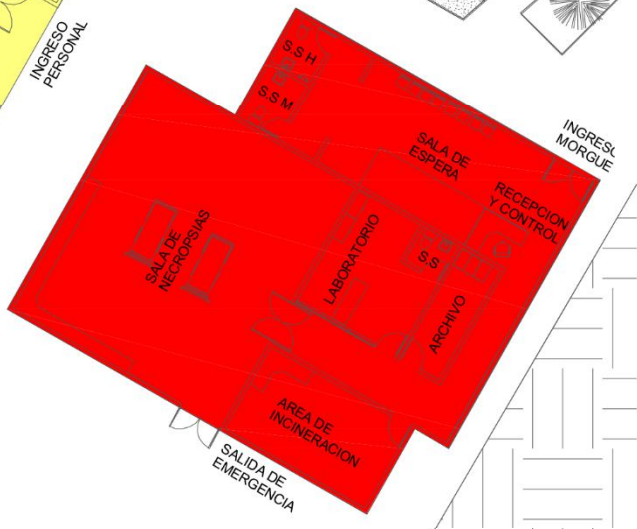 INGRESO
PERSONAL
S.S H
S.S M
SALA DE
ESPERA
INGRESO
MORGUE
RECEPCION
Y CONTROL
SALA DE
NECROPSIAS
LABORATORIO
S.S
ARCHIVO
AREA DE
INCINERACION
SALIDA DE
EMERGENCIA